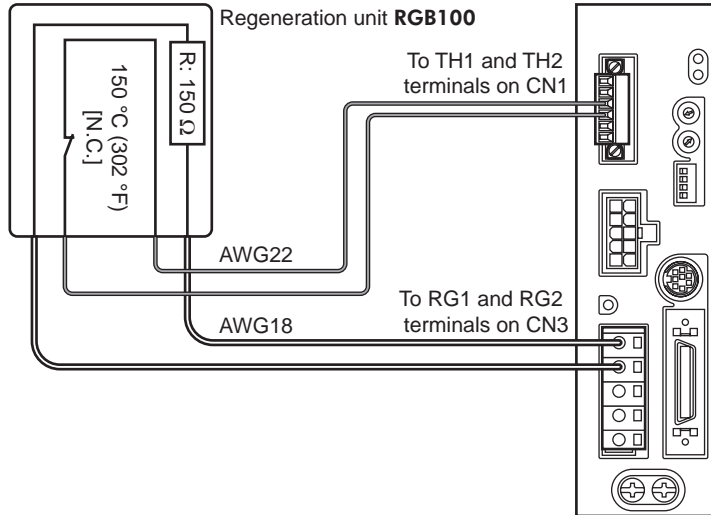 Regeneration unit RGB100
R: 150 Ω
150 °C (302 °F)
[N.C.]
To TH1 and TH2
terminals on CN1
AWG22
To RG1 and RG2
terminals on CN3
AWG18